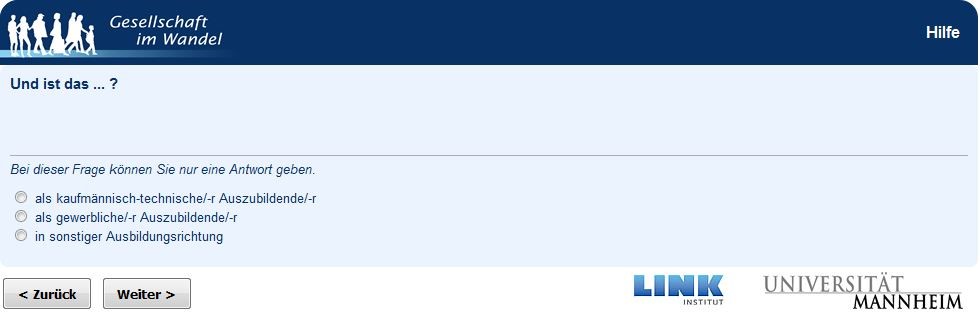 Gesellschaft
im Wandel
Hilfe
Und ist das ... ?
Bei dieser Frage können Sie nur eine Antwort geben.
als kaufmännisch-technische/-r Auszubildende/-r
als gewerbliche/-r Auszubildende/-r
in sonstiger Ausbildungsrichtung
< Zurück
Weiter >
LINK
INSTITUT
UNIVERSITÄT
MANNHEIM